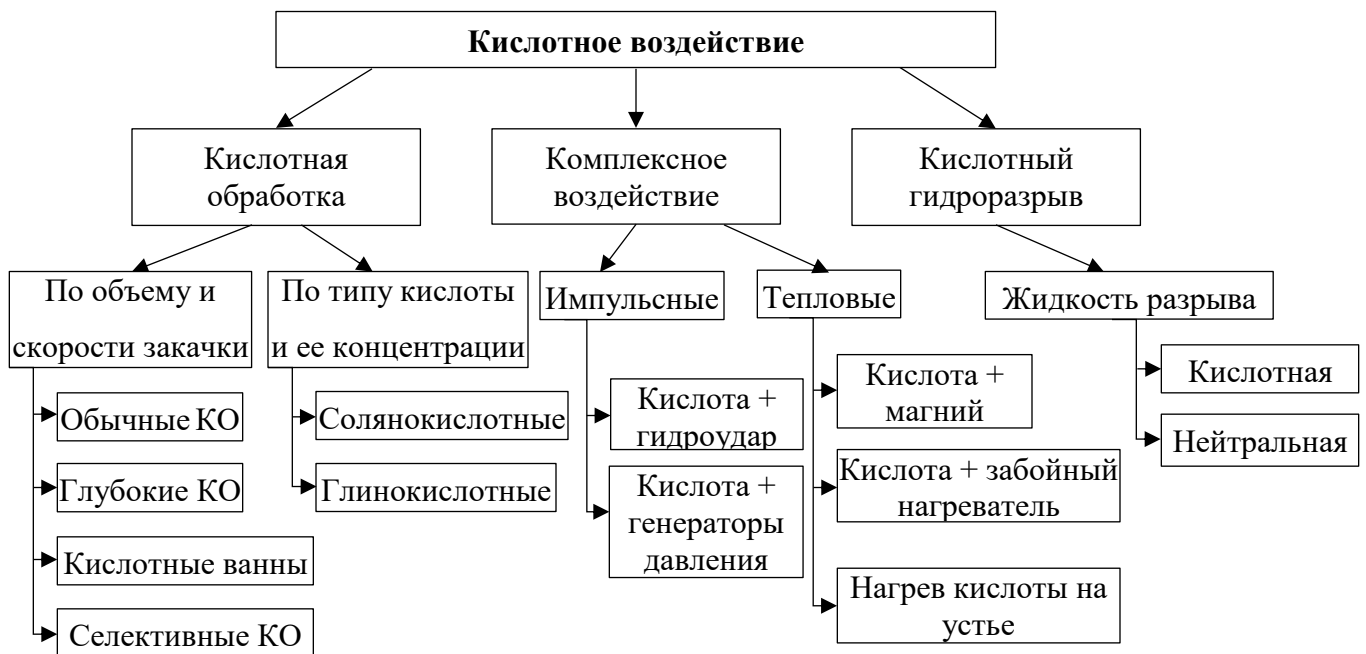 Кислотное воздействие
Кислотная
обработка
Комплексное
воздействие
Кислотный
гидроразрыв
По объему и
скорости закачки
По типу кислоты
и ее концентрации
Импульсные
Тепловые
Жидкость разрыва
Обычные КО
Глубокие КО
Кислотные ванны
Селективные КО
Солянокислотные
Глинокислотные
Кислота +
гидроудар
Кислота +
генераторы
давления
Кислота +
магний
Кислота + забойный
нагреватель
Нагрев кислоты на
устье
Кислотная
Нейтральная